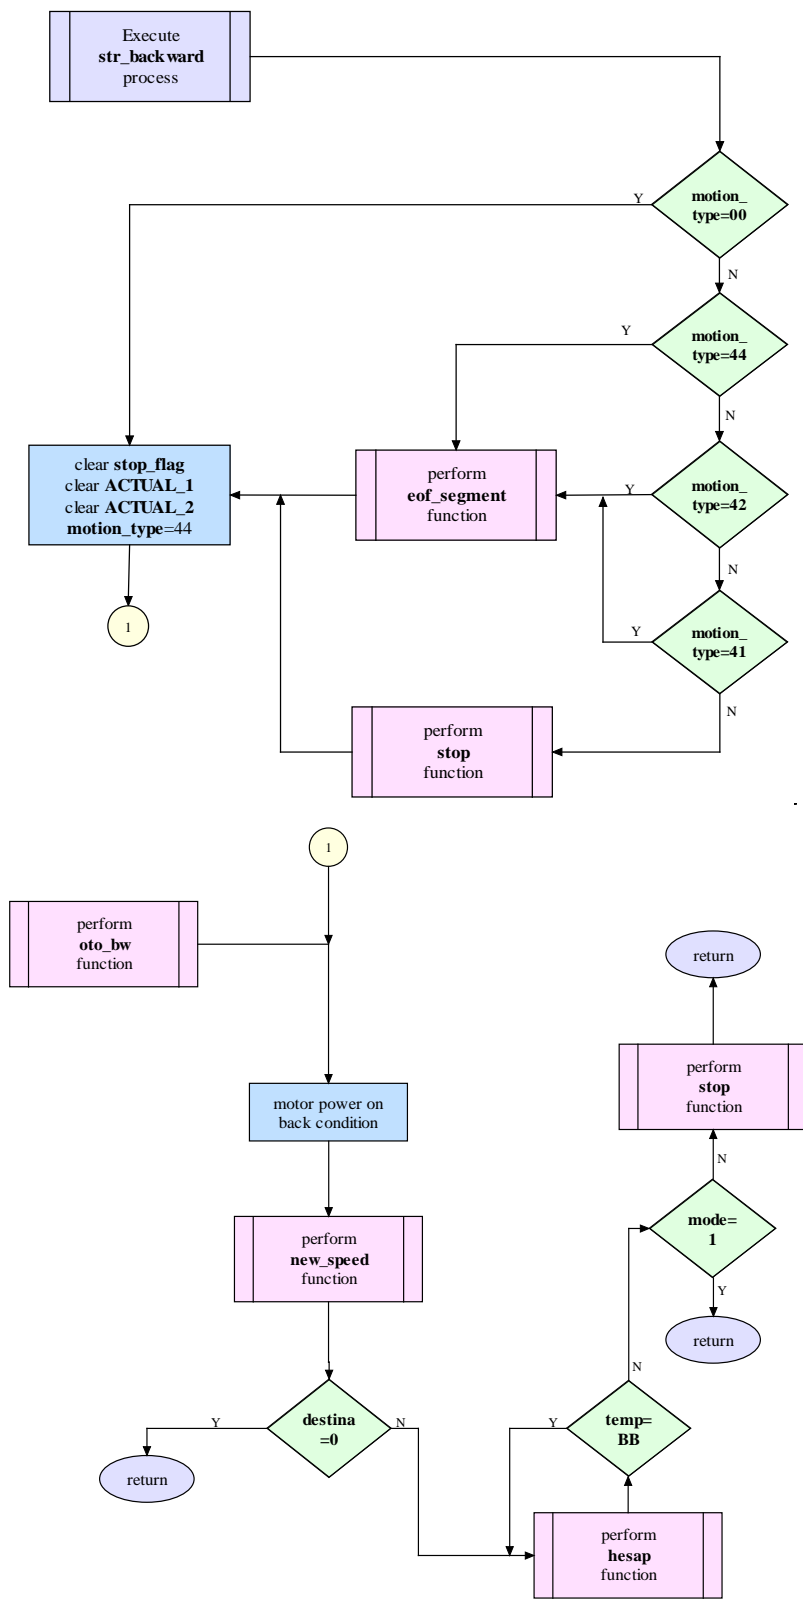 Execute
str_backward
process
Y
motion_
type=00
N
Y
motion_
type=44
N
clear stop_flag
clear ACTUAL_1
clear ACTUAL_2
motion_type=44
perform
eof_segment
function
Y
motion_
type=42
N
1
Y
motion_
type=41
N
perform
stop
function
1
perform
oto_bw
function
return
perform
stop
function
motor power on
back condition
N
mode=
1
perform
new_speed
function
Y
return
N
Y
destina
=0
N
Y
temp=
BB
return
perform
hesap
function